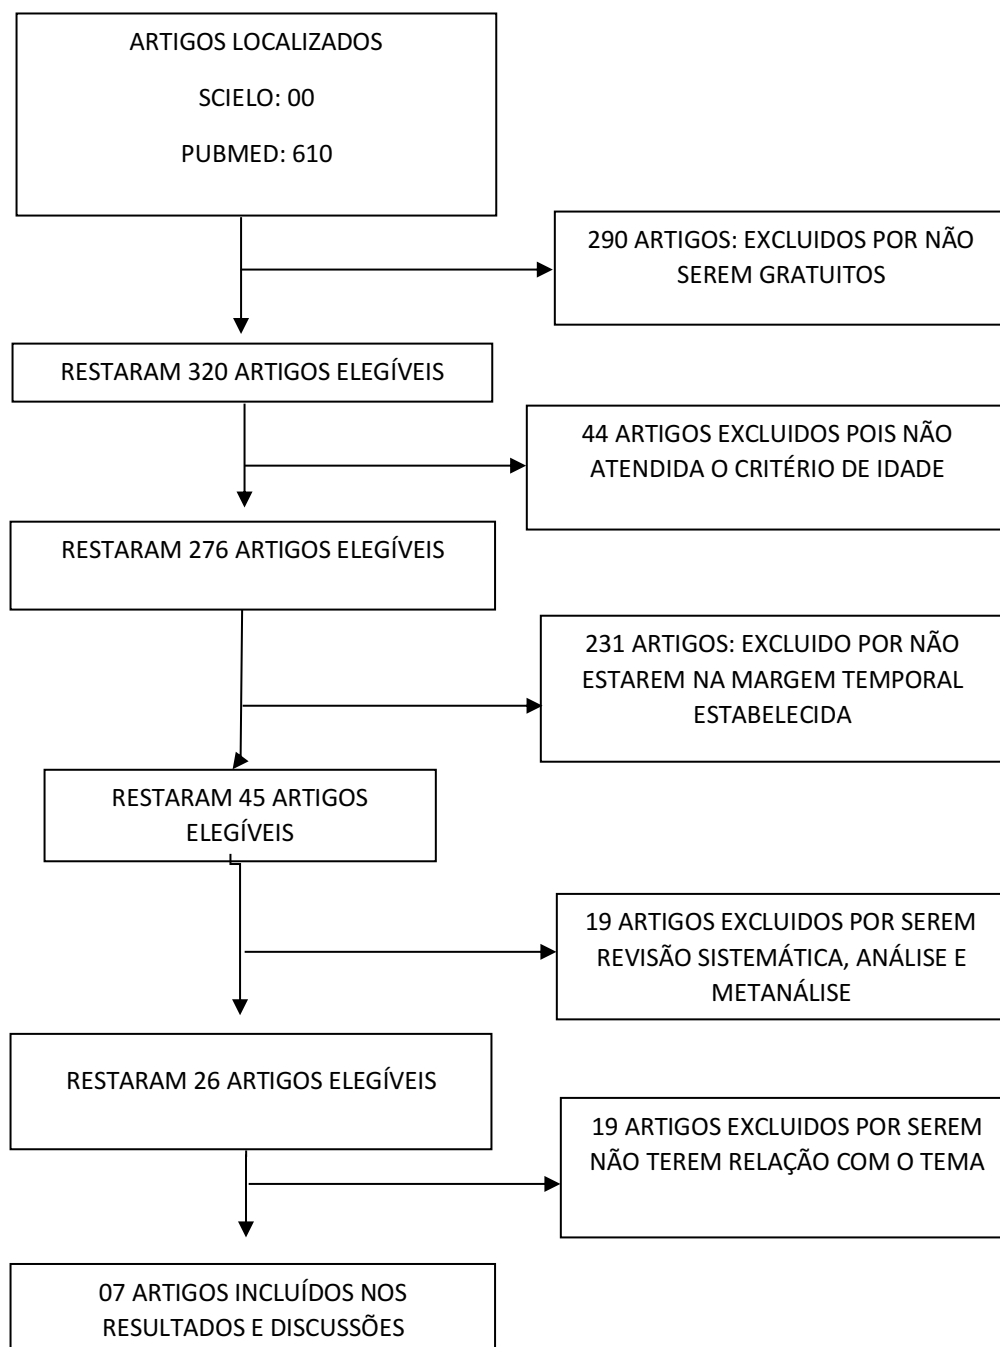 ARTIGOS LOCALIZADOS
SCIELO: 00
PUBMED: 610
290 ARTIGOS: EXCLUIDOS POR NÃO
SEREM GRATUITOS
RESTARAM 320 ARTIGOS ELEGÍVEIS
44 ARTIGOS EXCLUIDOS POIS NÃO
ATENDIDA O CRITÉRIO DE IDADE
RESTARAM 276 ARTIGOS ELEGÍVEIS
231 ARTIGOS: EXCLUIDO POR NÃO
ESTAREM NA MARGEM TEMPORAL
ESTABELECIDA
RESTARAM 45 ARTIGOS
ELEGÍVEIS
19 ARTIGOS EXCLUIDOS POR SEREM
REVISÃO SISTEMÁTICA, ANÁLISE E
METANÁLISE
RESTARAM 26 ARTIGOS ELEGÍVEIS
19 ARTIGOS EXCLUIDOS POR SEREM
NÃO TEREM RELAÇÃO COM O TEMA
07 ARTIGOS INCLUÍDOS NOS
RESULTADOS E DISCUSSÕES